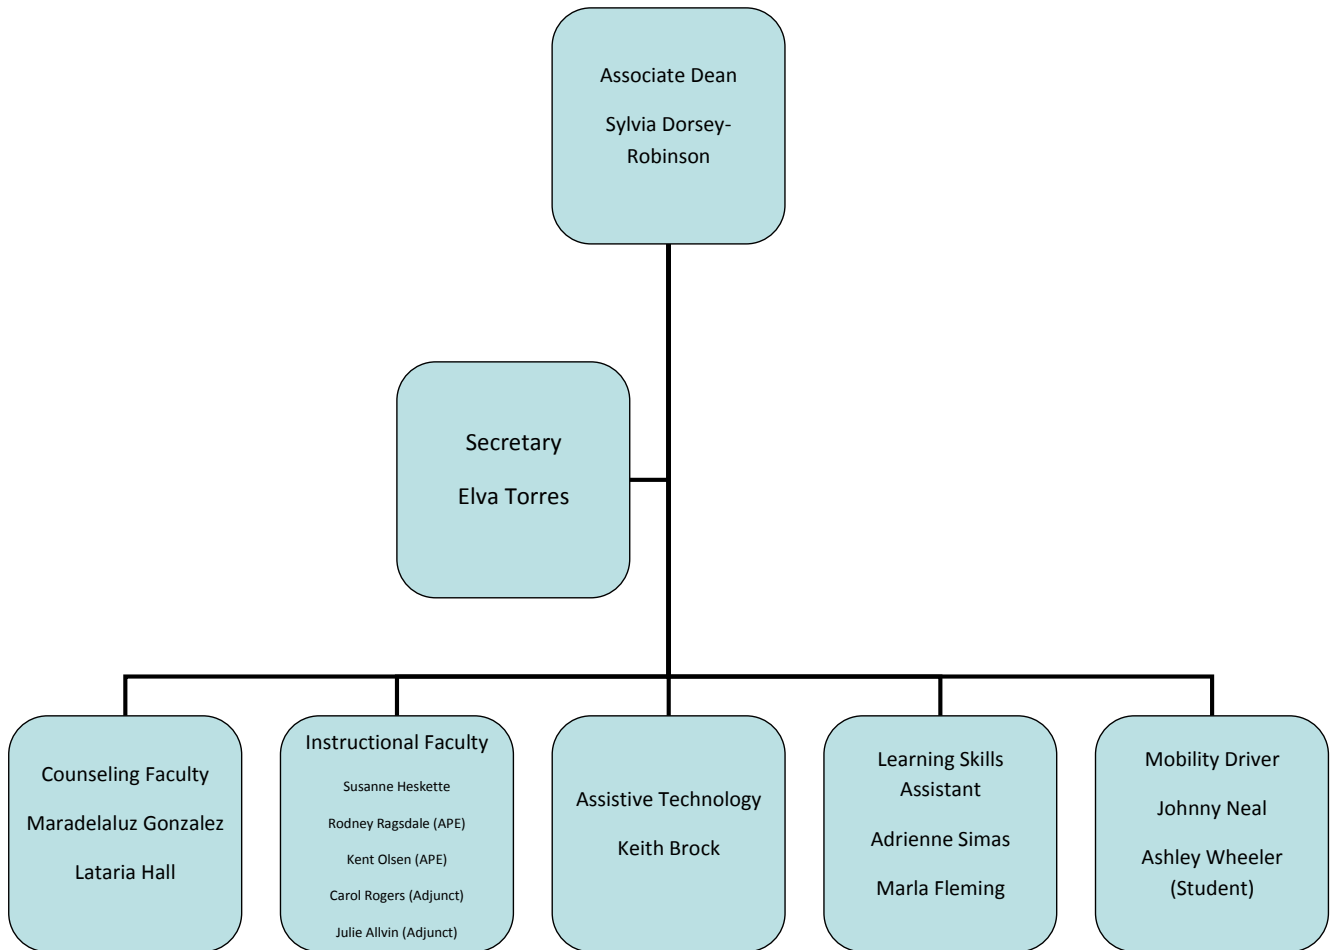 Associate Dean
Sylvia Dorsey-
Robinson
Secretary
Elva Torres
Counseling Faculty
Maradelaluz Gonzalez
Lataria Hall
Instructional Faculty
Susanne Heskette
Rodney Ragsdale (APE)
Kent Olsen (APE)
Carol Rogers (Adjunct)
Julie Allvin (Adjunct)
Assistive Technology
Keith Brock
Learning Skills
Assistant
Adrienne Simas
Marla Fleming
Mobility Driver
Johnny Neal
Ashley Wheeler
(Student)